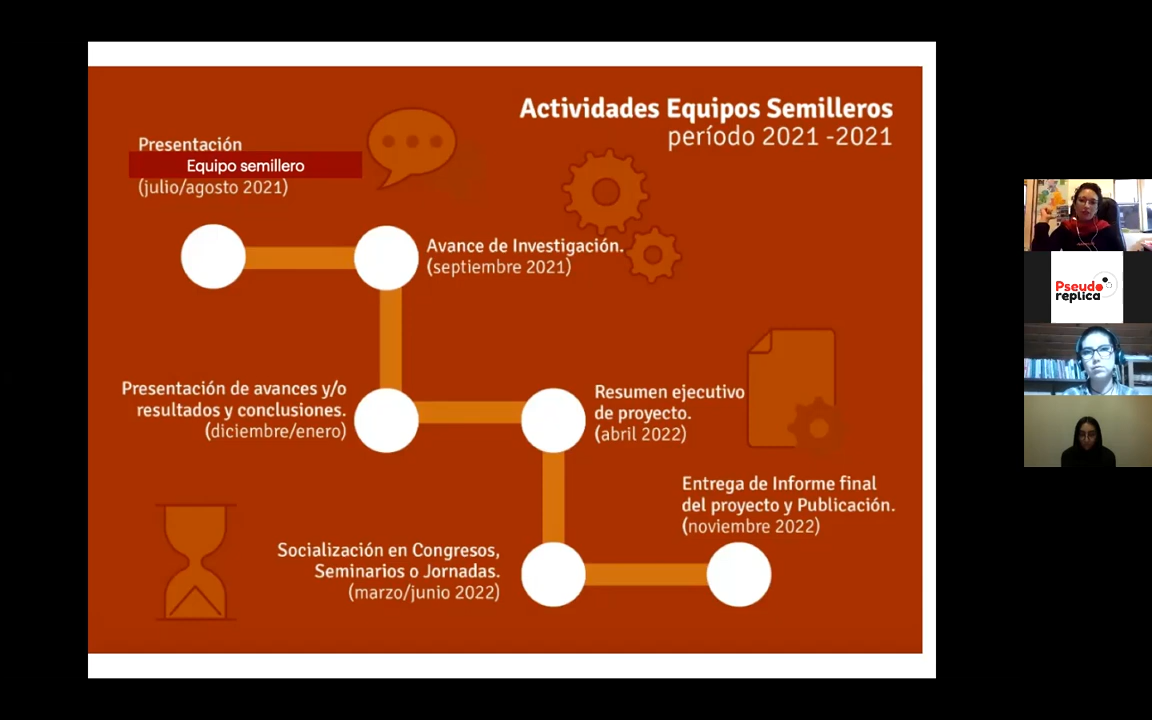 Actividades Equipos Semilleros
período 2021 -2021
Presentación
Equipo semillero
(julio/agosto 2021)
Avance de Investigación.
(septiembre 2021)
Presentación de avances y/o
resultados y conclusiones.
(diciembre/enero)
Resumen ejecutivo
de proyecto.
(abril 2022)
Socialización en Congresos,
Seminarios o Jornadas.
(marzo/junio 2022)
Entrega de Informe final
del proyecto y Publicación.
(noviembre 2022)
Pseudo
replica